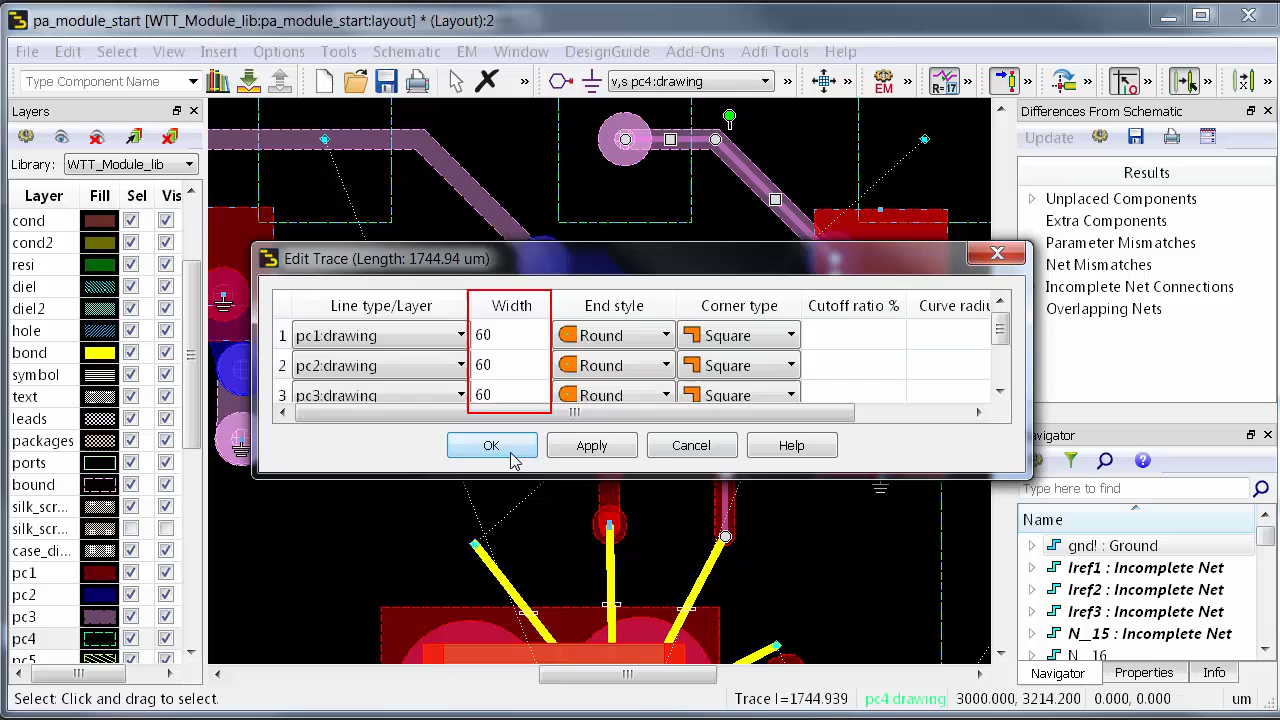 pa_module_start [WTT_Module_lib:pa_module_start:layout] * (Layout):2
File Edit Select View Insert Options Tools Schematic EM Window DesignGuide Add-Ons Adfi Tools Help
Type Component Name » v,s pc4:drawing » » EM » R=17 » » » » »
Layers
Library: WTT_Module_lib
Layer Fill Sel Vis
cond
cond2
resi
diel
diel2
hole
bond
symbol
text
leads
packages
ports
bound
silk_scr...
silk_scr...
case_di...
pc1
pc2
pc3
pc4
pc5
Edit Trace (Length: 1744.94 um)
Line type/Layer Width End style Corner type Cutoff ratio % Curve radiu
1 pc1:drawing 60 Round Square
2 pc2:drawing 60 Round Square
3 pc3:drawing 60 Round Square
OK Apply Cancel Help
Differences From Schematic
Update
Results
Unplaced Components
Extra Components
Parameter Mismatches
Net Mismatches
Incomplete Net Connections
Overlapping Nets
Navigator
Type here to find
Name
gnd! : Ground
Iref1 : Incomplete Net
Iref2 : Incomplete Net
Iref3 : Incomplete Net
N__15 : Incomplete Net
N__16
Navigator Properties Info
Select: Click and drag to select. Trace l=1744.939 pc4:drawing 3000.000, 3214.200 0.000, 0.000 um